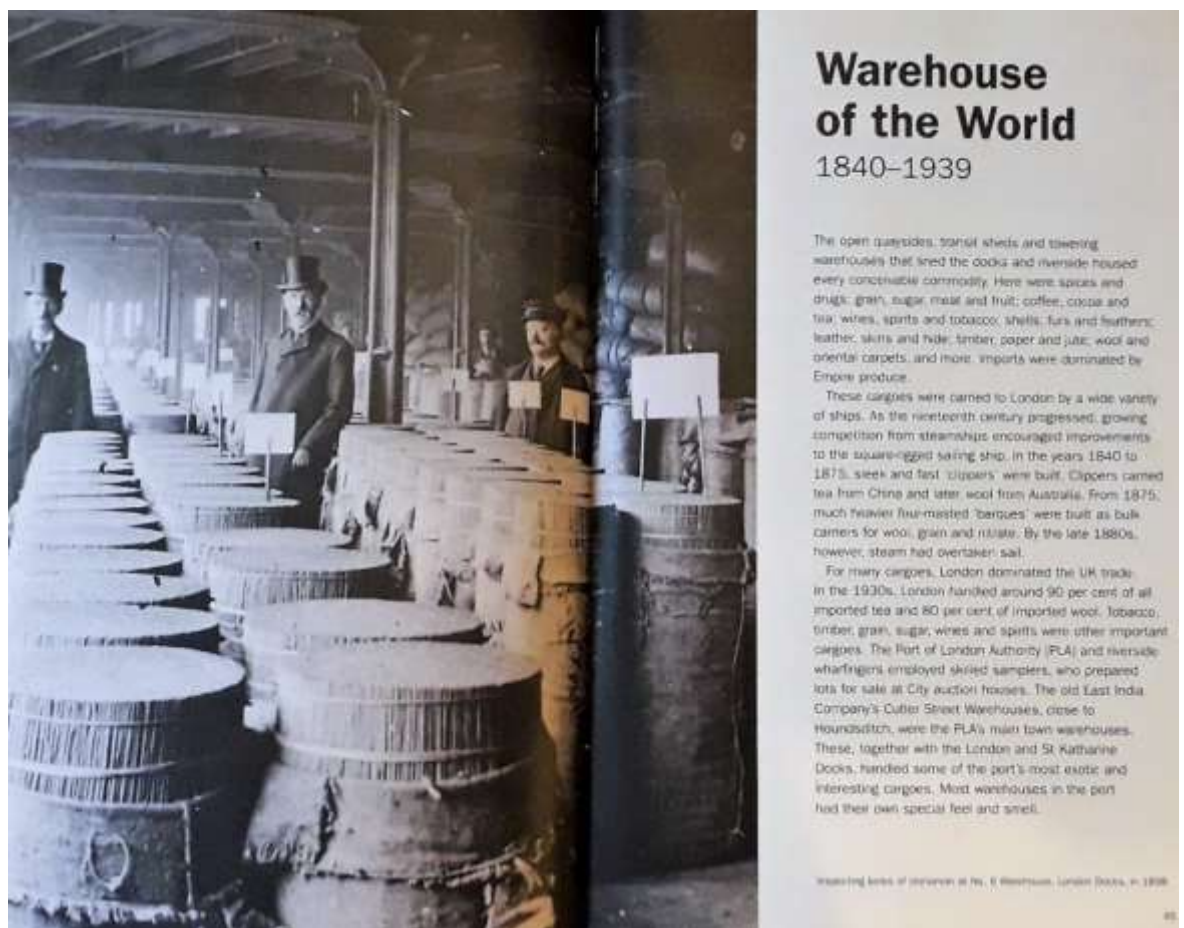 Warehouse
of the World
1840–1939
The open quaysides, transit sheds and towering
warehouses that lined the docks and riverside housed
every conceivable commodity. Here were spices and
drugs; grain, sugar, meat and fruit; coffee, cocoa and
tea; wines, spirits and tobacco; shells, furs and feathers;
leather, skins and hide; timber, paper and jute; wool and
oriental carpets, and more. Imports were dominated by
Empire produce.
These cargoes were carried to London by a wide variety
of ships. As the nineteenth century progressed, growing
competition from steamships encouraged improvements
to the square-rigged sailing ship. In the years 1840 to
1875, sleek and fast 'clippers' were built. Clippers carried
tea from China and later wool from Australia. From 1875,
much heavier four-masted 'barques' were built as bulk
carriers for wool, grain and nitrate. By the late 1880s,
however, steam had overtaken sail.
For many cargoes, London dominated the UK trade.
In the 1930s, London handled around 90 per cent of all
imported tea and 80 per cent of imported wool. Tobacco,
timber, grain, sugar, wines and spirits were other important
cargoes. The Port of London Authority (PLA) and riverside
wharfingers employed skilled samplers, who prepared
lots for sale at City auction houses. The old East India
Company's Cutler Street Warehouses, close to
Houndsditch, were the PLA's main town warehouses.
These, together with the London and St Katharine
Docks, handled some of the port's most exotic and
interesting cargoes. Most warehouses in the port
had their own special feel and smell.
Inspecting bales of cinnamon at No. 6 Warehouse, London Docks, in